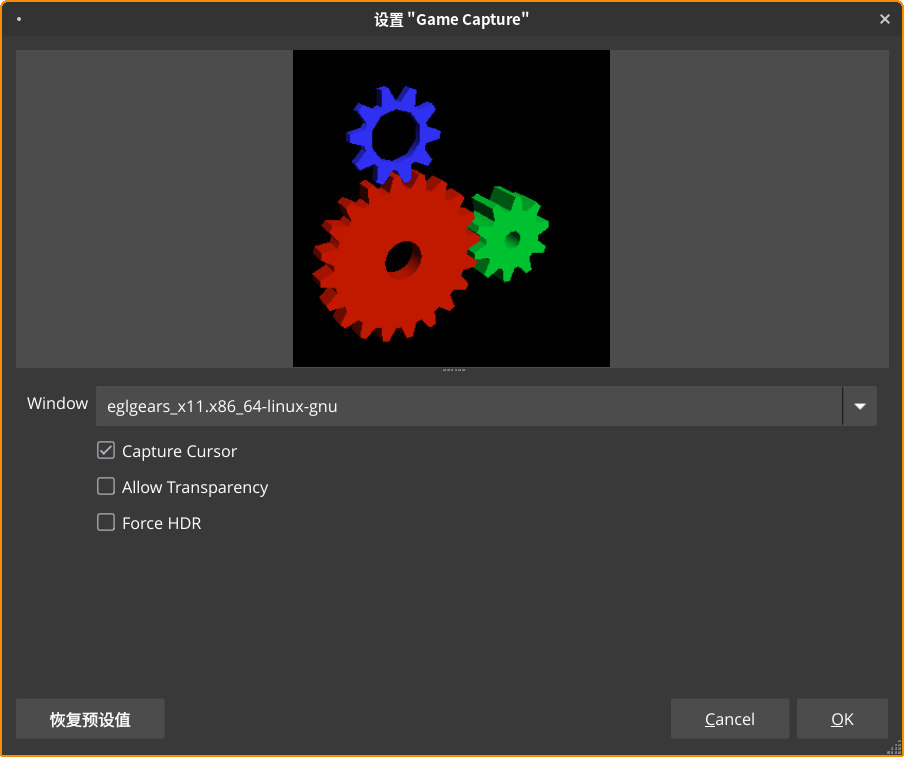 设置 "Game Capture"
Window
eglgears_x11.x86_64-linux-gnu
Capture Cursor
Allow Transparency
Force HDR
恢复预设值
Cancel
OK